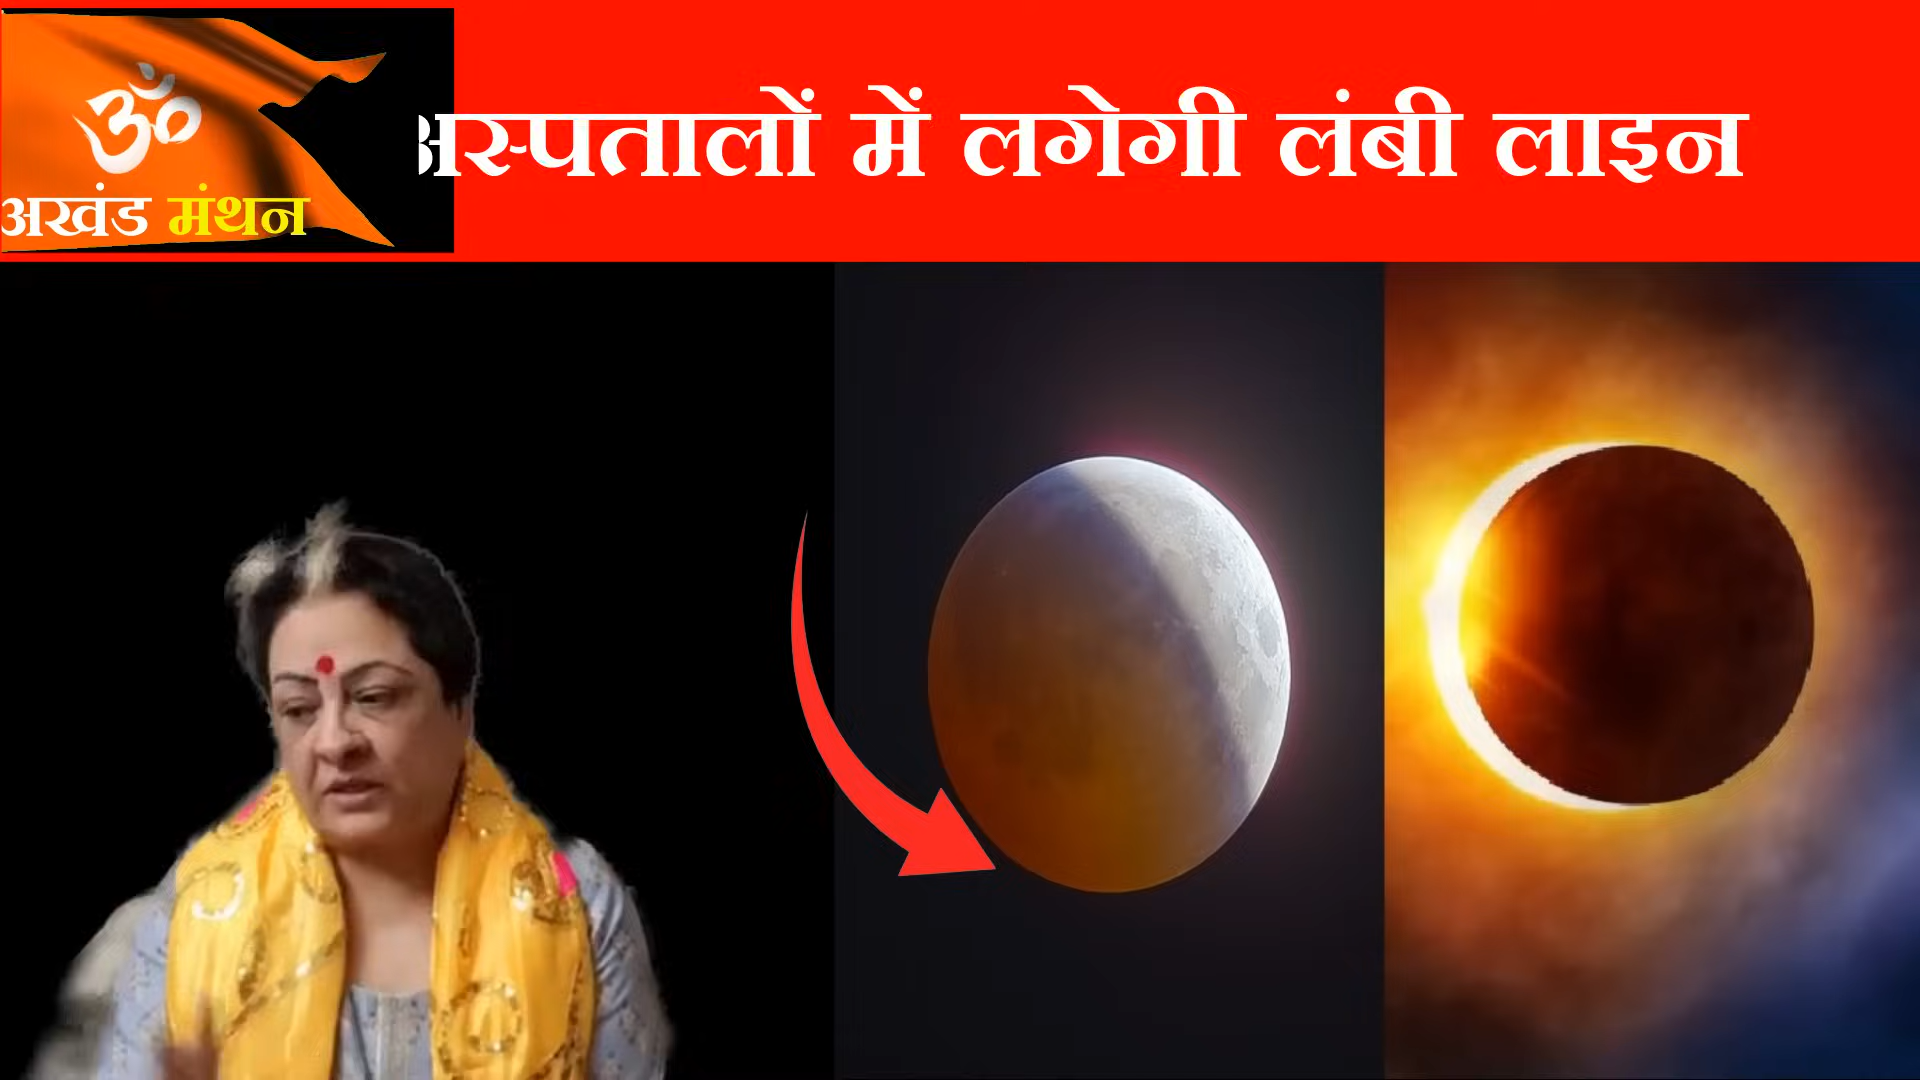 अस्पतालों में लगेगी लंबी लाइन
ॐ
अखंड मंथन